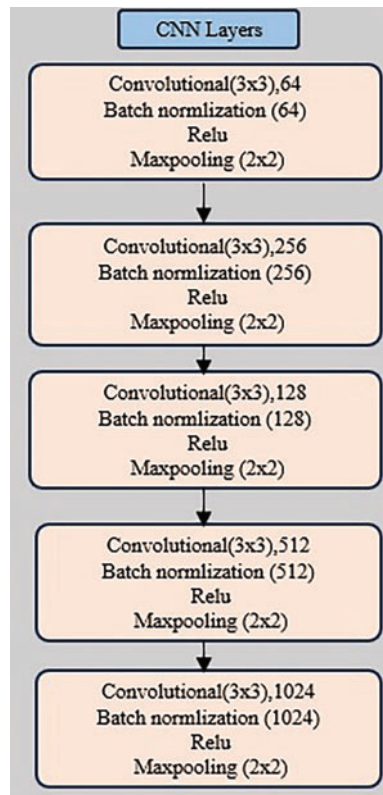 CNN Layers
Convolutional(3x3),64
Batch normlization (64)
Relu
Maxpooling (2x2)
Convolutional(3x3),256
Batch normlization (256)
Relu
Maxpooling (2x2)
Convolutional(3x3),128
Batch normlization (128)
Relu
Maxpooling (2x2)
Convolutional(3x3),512
Batch normlization (512)
Relu
Maxpooling (2x2)
Convolutional(3x3),1024
Batch normlization (1024)
Relu
Maxpooling (2x2)